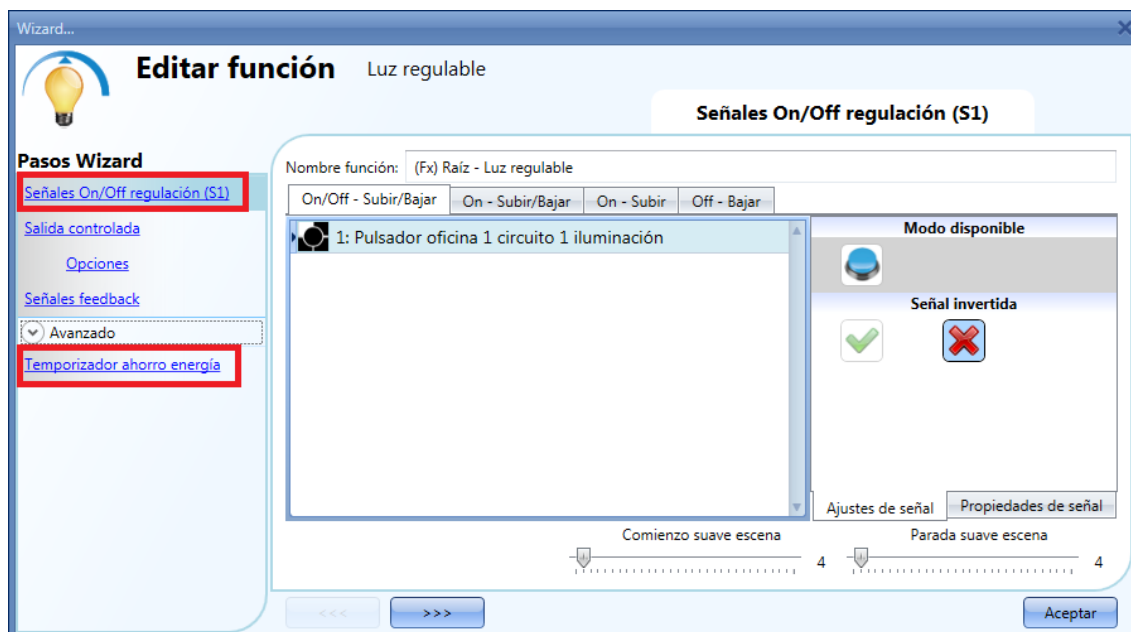 Wizard...
Editar función Luz regulable
Señales On/Off regulación (S1)
Pasos Wizard
Señales On/Off regulación (S1)
Salida controlada
Opciones
Señales feedback
Avanzado
Temporizador ahorro energía
Nombre función: (Fx) Raíz - Luz regulable
On/Off - Subir/Bajar On - Subir/Bajar On - Subir Off - Bajar
1: Pulsador oficina 1 circuito 1 iluminación
Modo disponible
Señal invertida
Ajustes de señal Propiedades de señal
Comienzo suave escena
4
Parada suave escena
4
<<< >>> Aceptar